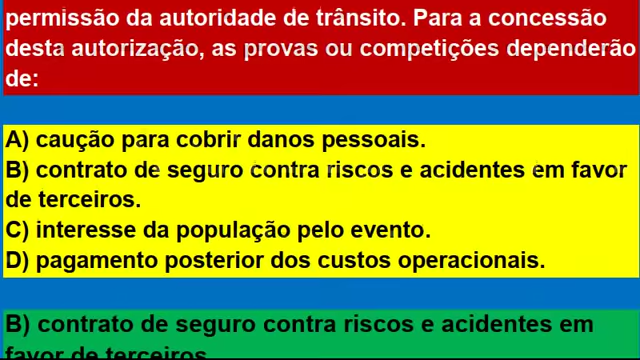 permissão da autoridade de trânsito. Para a concessão
desta autorização, as provas ou competições dependerão
de:
A) caução para cobrir danos pessoais.
B) contrato de seguro contra riscos e acidentes em favor
de terceiros.
C) interesse da população pelo evento.
D) pagamento posterior dos custos operacionais.
B) contrato de seguro contra riscos e acidentes em
favor de terceiros